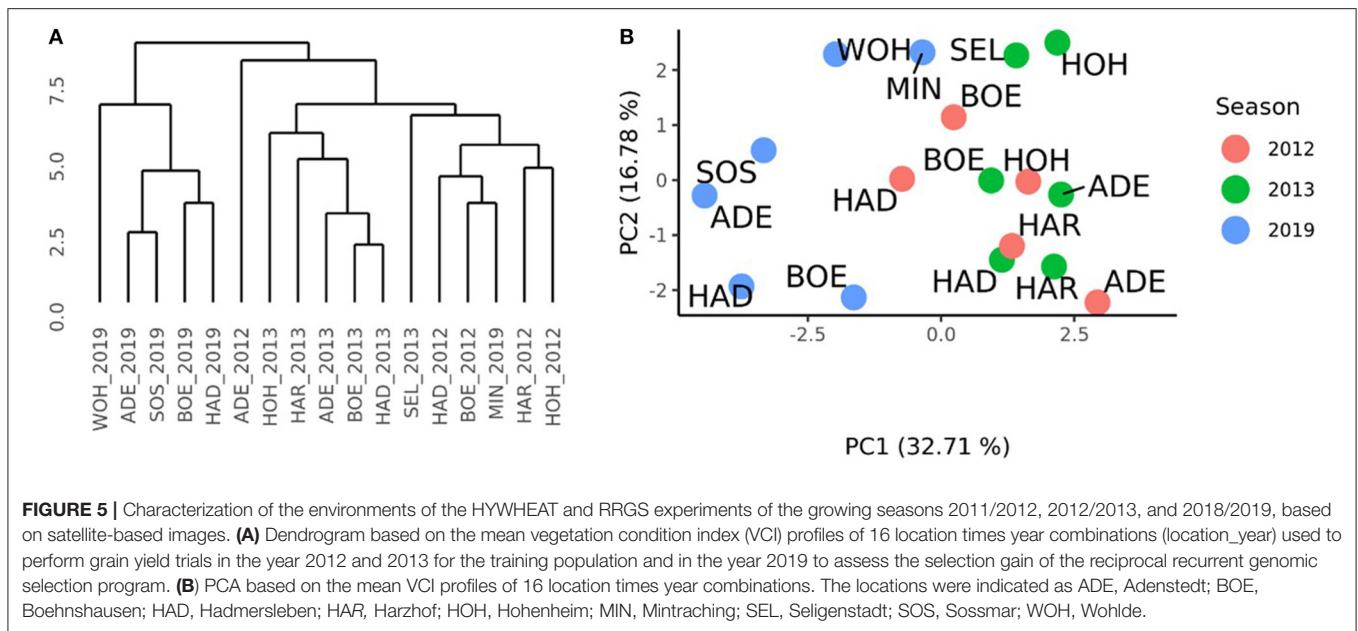 A
0.0 2.5 5.0 7.5
WOH_2019
ADE_2019
SOS_2019
BOE_2019
HAD_2019
ADE_2012
HOH_2013
HAR_2013
ADE_2013
BOE_2013
HAD_2013
SEL_2013
HAD_2012
BOE_2012
MIN_2019
HAR_2012
HOH_2012
B
PC2 (16.78 %)
2
1
0
-1
-2
WOH
MIN
SEL
HOH
BOE
SOS
ADE
HAD
BOE
HOH
ADE
HAR
HAD
BOE
HAD
HAR
ADE
-2.5 0.0 2.5
PC1 (32.71 %)
Season
2012
2013
2019
FIGURE 5 | Characterization of the environments of the HYWHEAT and RRGS experiments of the growing seasons 2011/2012, 2012/2013, and 2018/2019, based
on satellite-based images. (A) Dendrogram based on the mean vegetation condition index (VCI) profiles of 16 location times year combinations (location_year) used to
perform grain yield trials in the year 2012 and 2013 for the training population and in the year 2019 to assess the selection gain of the reciprocal recurrent genomic
selection program. (B) PCA based on the mean VCI profiles of 16 location times year combinations. The locations were indicated as ADE, Adenstedt; BOE,
Boehnshausen; HAD, Hadmersleben; HAR, Harzhof; HOH, Hohenheim; MIN, Mintraching; SEL, Seligenstadt; SOS, Sossmar; WOH, Wohlde.